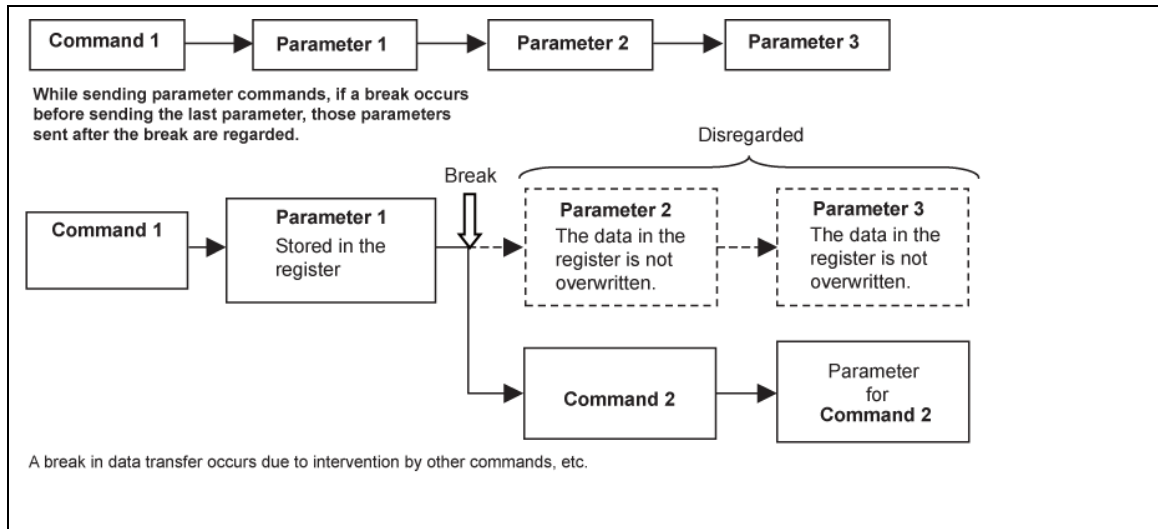 Command 1
Parameter 1
Parameter 2
Parameter 3
While sending parameter commands, if a break occurs
before sending the last parameter, those parameters
sent after the break are regarded.
Disregarded
Break
Command 1
Parameter 1
Stored in the
register
Parameter 2
The data in the
register is not
overwritten.
Parameter 3
The data in the
register is not
overwritten.
Command 2
Parameter
for
Command 2
A break in data transfer occurs due to intervention by other commands, etc.